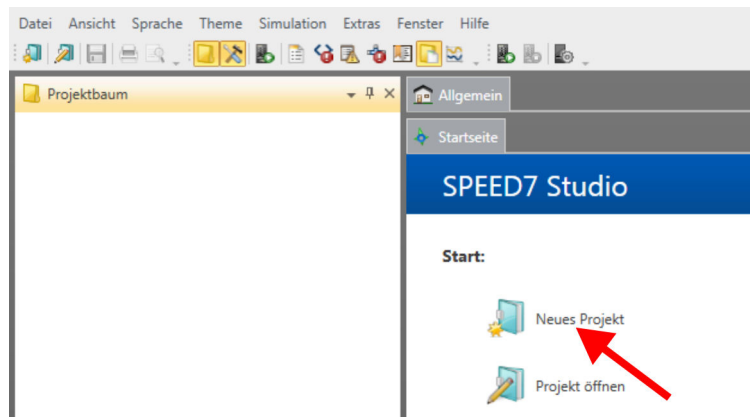 Datei Ansicht Sprache Theme Simulation Extras Fenster Hilfe
Projektbaum
Allgemein
Startseite
SPEED7 Studio
Start:
Neues Projekt
Projekt öffnen